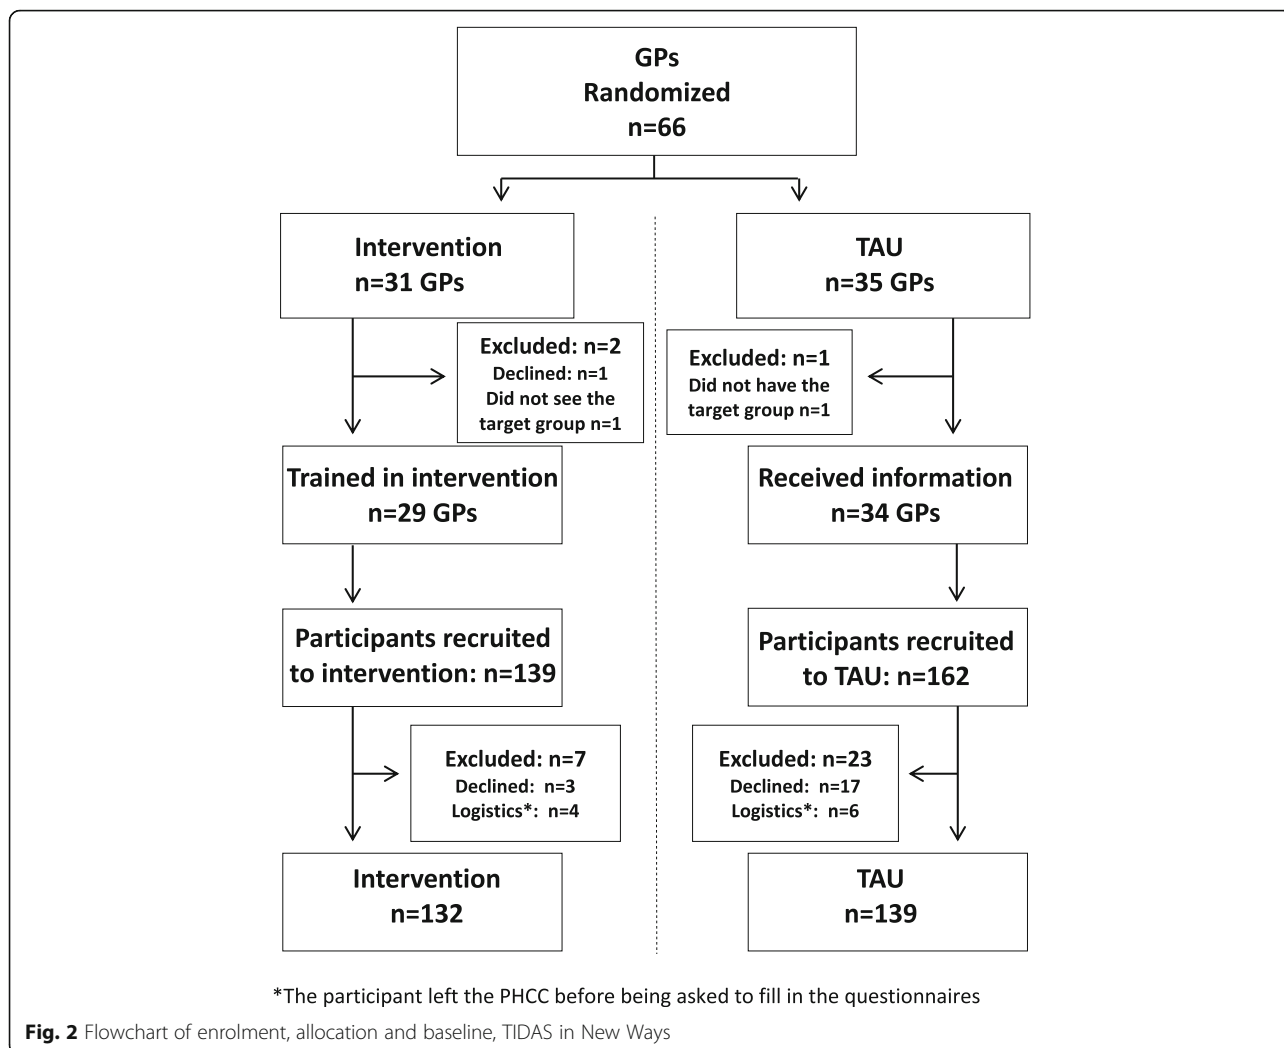 GPs
Randomized
n=66
Intervention
n=31 GPs
TAU
n=35 GPs
Excluded: n=2
Declined: n=1
Did not see the
target group n=1
Excluded: n=1
Did not have the
target group n=1
Trained in intervention
n=29 GPs
Received information
n=34 GPs
Participants recruited
to intervention: n=139
Participants recruited
to TAU: n=162
Excluded: n=7
Declined: n=3
Logistics*: n=4
Excluded: n=23
Declined: n=17
Logistics*: n=6
Intervention
n=132
TAU
n=139
*The participant left the PHCC before being asked to fill in the questionnaires
Fig. 2 Flowchart of enrolment, allocation and baseline, TIDAS in New Ways